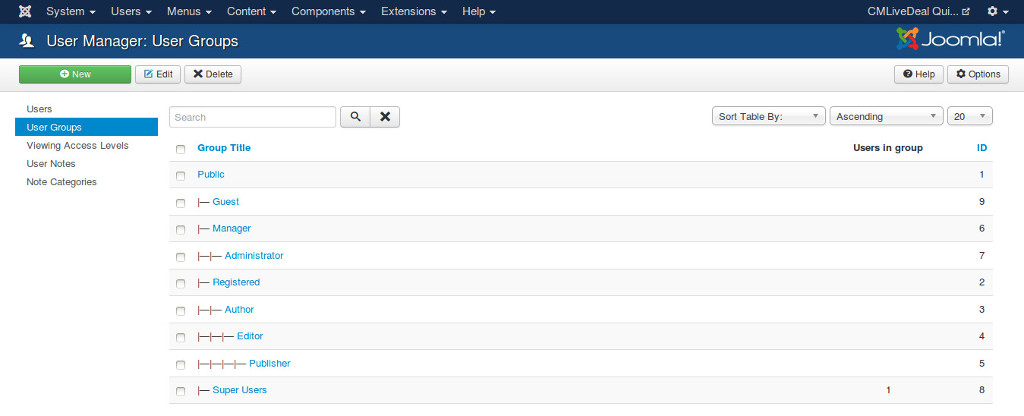 System Users Menus Content Components Extensions Help CMLiveDeal Qui...
User Manager: User Groups Joomla!®
New Edit Delete Help Options
Users
User Groups
Viewing Access Levels
User Notes
Note Categories
Search Sort Table By: Ascending 20
Group Title Users in group ID
Public 1
|— Guest 9
|— Manager 6
|—|— Administrator 7
|— Registered 2
|—|— Author 3
|—|—|— Editor 4
|—|—|—|— Publisher 5
|— Super Users 1 8